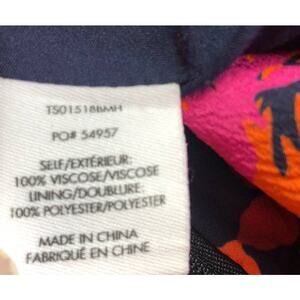 TS01518BMH
PO# 54957
SELF/EXTÉRIEUR:
100% VISCOSE/VISCOSE
LINING/DOUBLURE:
100% POLYESTER/POLYESTER
MADE IN CHINA
FABRIQUÉ EN CHINE